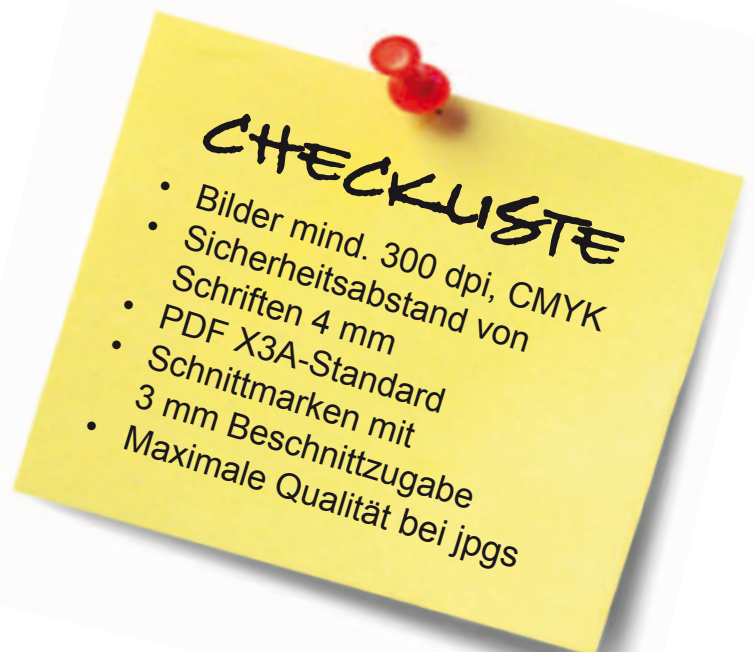 CHECKLISTE
• Bilder mind. 300 dpi, CMYK
• Sicherheitsabstand von
Schriften 4 mm
• PDF X3A-Standard
• Schnittmarken mit
3 mm Beschnittzugabe
• Maximale Qualität bei jpgs